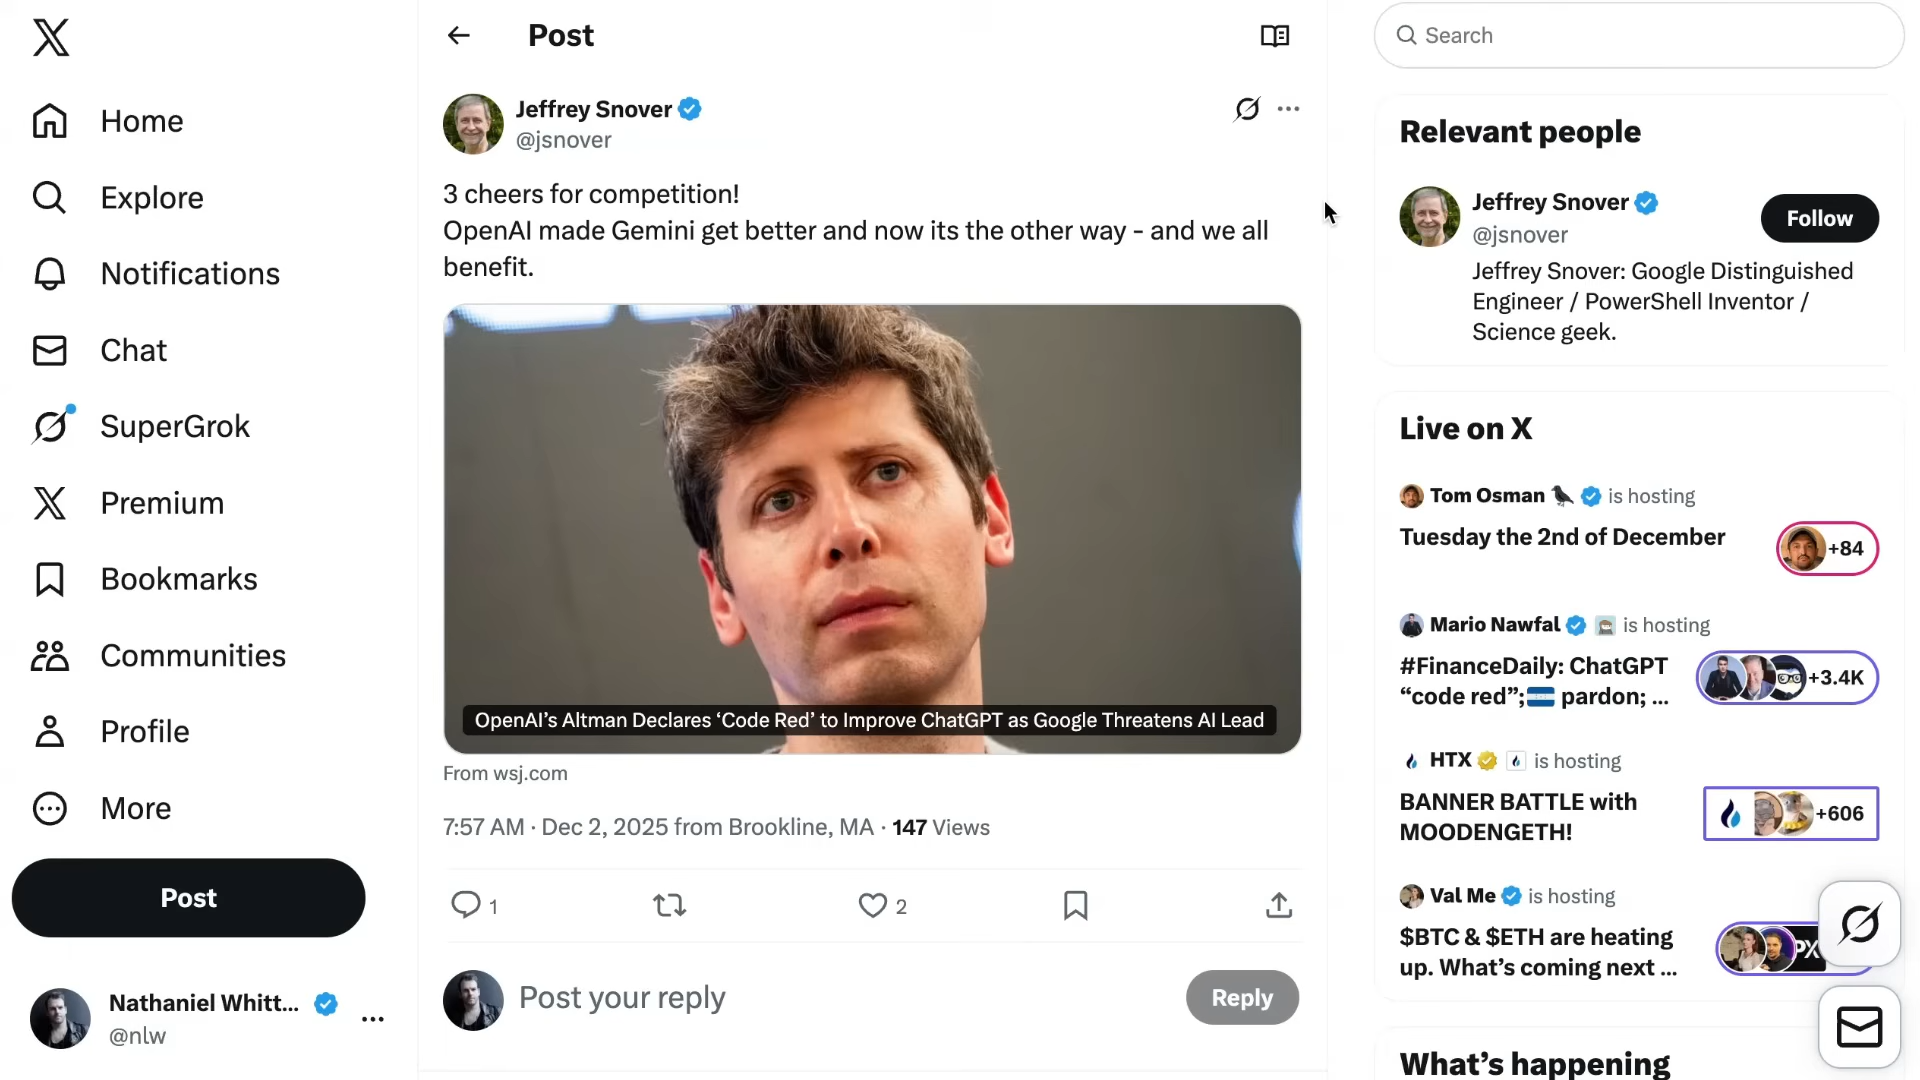 Home
Explore
Notifications
Chat
SuperGrok
Premium
Bookmarks
Communities
Profile
More
Post
Nathaniel Whitt...
@nlw
Post
Jeffrey Snover
@jsnover
3 cheers for competition!
OpenAI made Gemini get better and now its the other way - and we all
benefit.
OpenAI’s Altman Declares ‘Code Red’ to Improve ChatGPT as Google Threatens AI Lead
From wsj.com
7:57 AM · Dec 2, 2025 from Brookline, MA · 147 Views
1
2
Post your reply
Reply
Search
Relevant people
Jeffrey Snover
@jsnover
Follow
Jeffrey Snover: Google Distinguished
Engineer / PowerShell Inventor /
Science geek.
Live on X
Tom Osman is hosting
Tuesday the 2nd of December
+84
Mario Nawfal is hosting
#FinanceDaily: ChatGPT
“code red”; pardon; ...
+3.4K
HTX is hosting
BANNER BATTLE with
MOODENGETH!
+606
Val Me is hosting
$BTC & $ETH are heating
up. What’s coming next ...
What’s happening